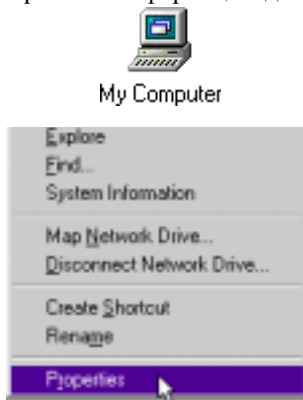 My Computer
Explore
Find...
System Information
Map Network Drive...
Disconnect Network Drive...
Create Shortcut
Rename
Properties